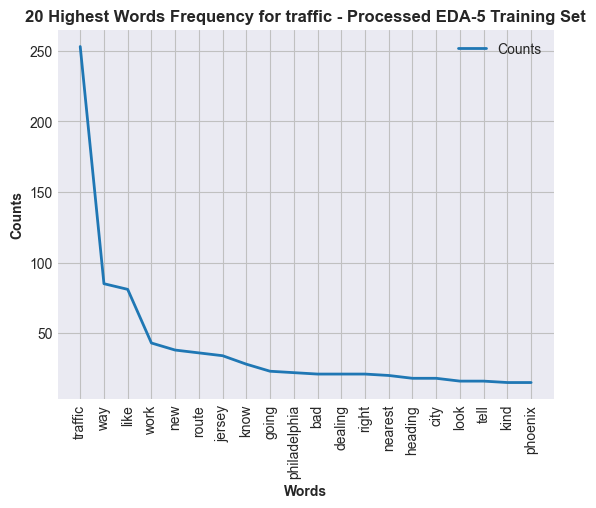 20 Highest Words Frequency for traffic - Processed EDA-5 Training Set
Counts
250
200
150
100
50
Counts
traffic
way
like
work
new
route
jersey
know
going
philadelphia
bad
dealing
right
nearest
heading
city
look
tell
kind
phoenix
Words